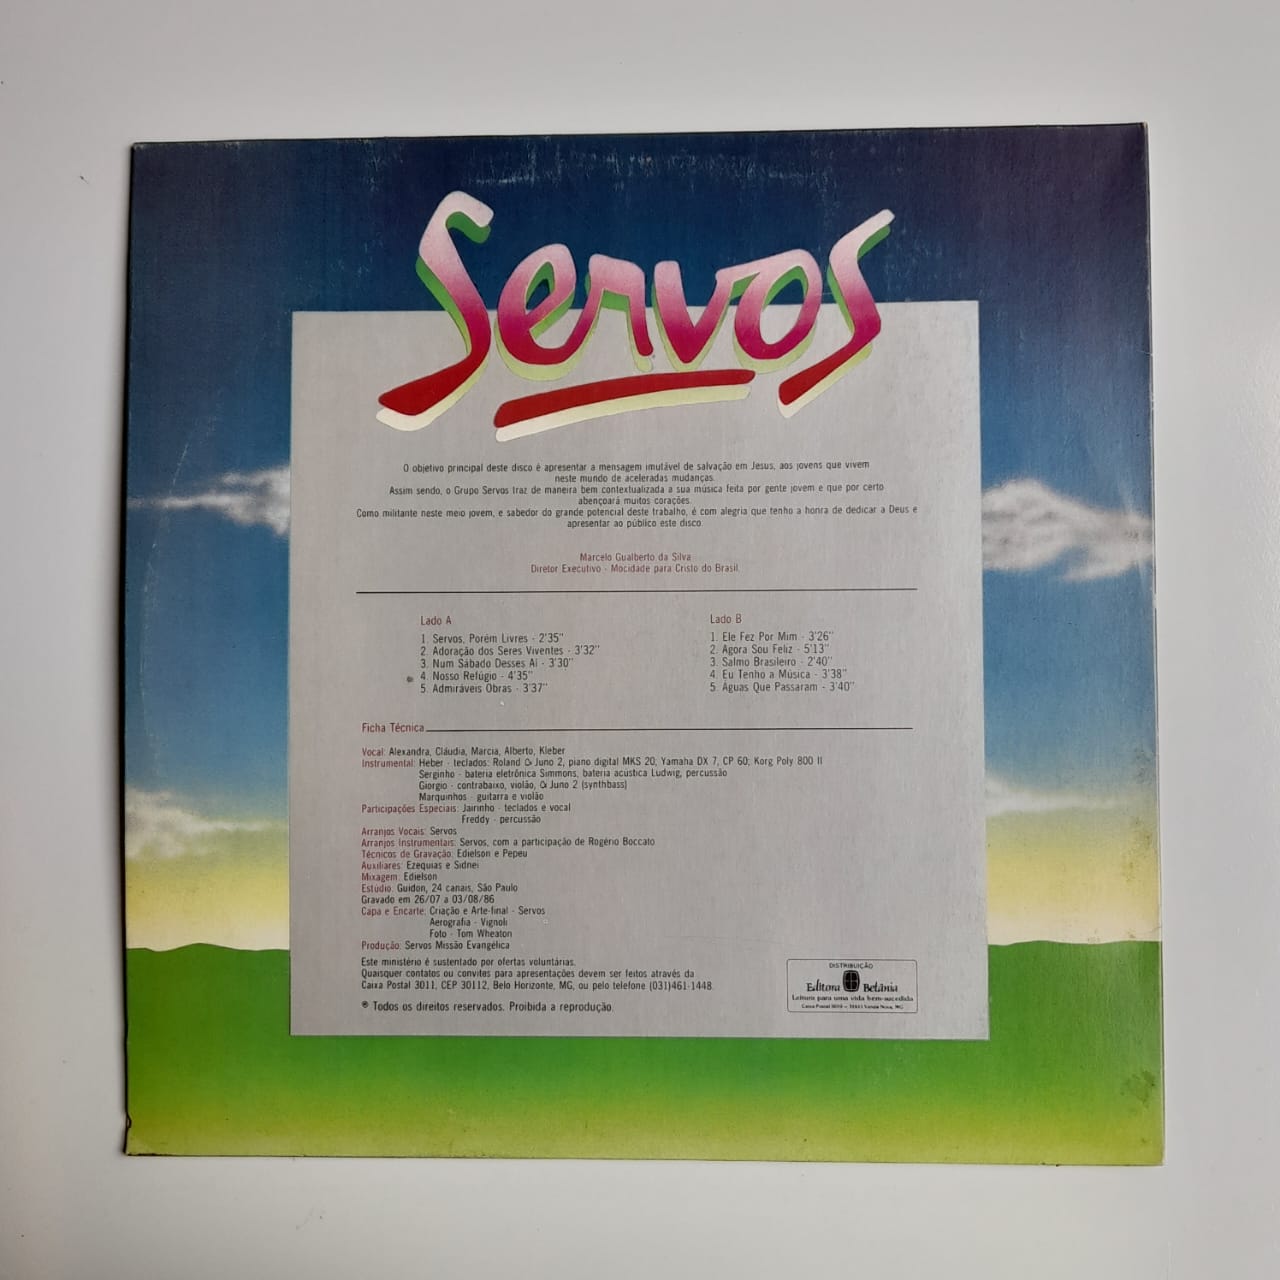 Servos
O objetivo principal deste disco é apresentar a mensagem imutável de salvação em Jesus, aos jovens que vivem
neste mundo de aceleradas mudanças.
Assim sendo, o Grupo Servos traz de maneira bem contextualizada a sua música feita por gente jovem e que por certo
abençoará muitos corações.
Como militante neste meio jovem, e sabedor do grande potencial deste trabalho, é com alegria que tenho a honra de dedicar a Deus e
apresentar ao público este disco.
Marcelo Gualberto da Silva
Diretor Executivo - Mocidade para Cristo do Brasil.
Lado A
1. Servos, Porém Livres - 2'35"
2. Adoração dos Seres Viventes - 3'32"
3. Num Sábado Desses Aí - 3'30"
4. Nosso Refúgio - 4'35"
5. Admiráveis Obras - 3'37"
Lado B
1. Ele Fez Por Mim - 3'26"
2. Agora Sou Feliz - 5'13"
3. Salmo Brasileiro - 2'40"
4. Eu Tenho a Música - 3'38"
5. Águas Que Passaram - 3'40"
Ficha Técnica
Vocal: Alexandra, Cláudia, Marcia, Alberto, Kleber
Instrumental: Heber - teclados: Roland α Juno 2, piano digital MKS 20; Yamaha DX 7, CP 60; Korg Poly 800 II
Serginho - bateria eletrônica Simmons, bateria acústica Ludwig, percussão
Giorgio - contrabaixo, violão, α Juno 2 (synthbass)
Marquinhos - guitarra e violão
Participações Especiais: Jairinho - teclados e vocal
Freddy - percussão
Arranjos Vocais: Servos
Arranjos Instrumentais: Servos, com a participação de Rogério Boccato
Técnicos de Gravação: Edielson e Pepeu
Auxiliares: Ezequias e Sidnei
Mixagem: Edielson
Estúdio: Guidon, 24 canais, São Paulo
Gravado em 26/07 a 03/08/86
Capa e Encarte: Criação e Arte-final - Servos
Aerografia - Vignoli
Foto - Tom Wheaton
Produção: Servos Missão Evangélica
Este ministério é sustentado por ofertas voluntárias.
Quaisquer contatos ou convites para apresentações devem ser feitos através da
Caixa Postal 3011, CEP 30112, Belo Horizonte, MG, ou pelo telefone (031)461-1448.
℗ Todos os direitos reservados. Proibida a reprodução.
DISTRIBUIÇÃO
Editora Betânia
Leitura para uma vida bem-sucedida
Caixa Postal Venda Nova, MG